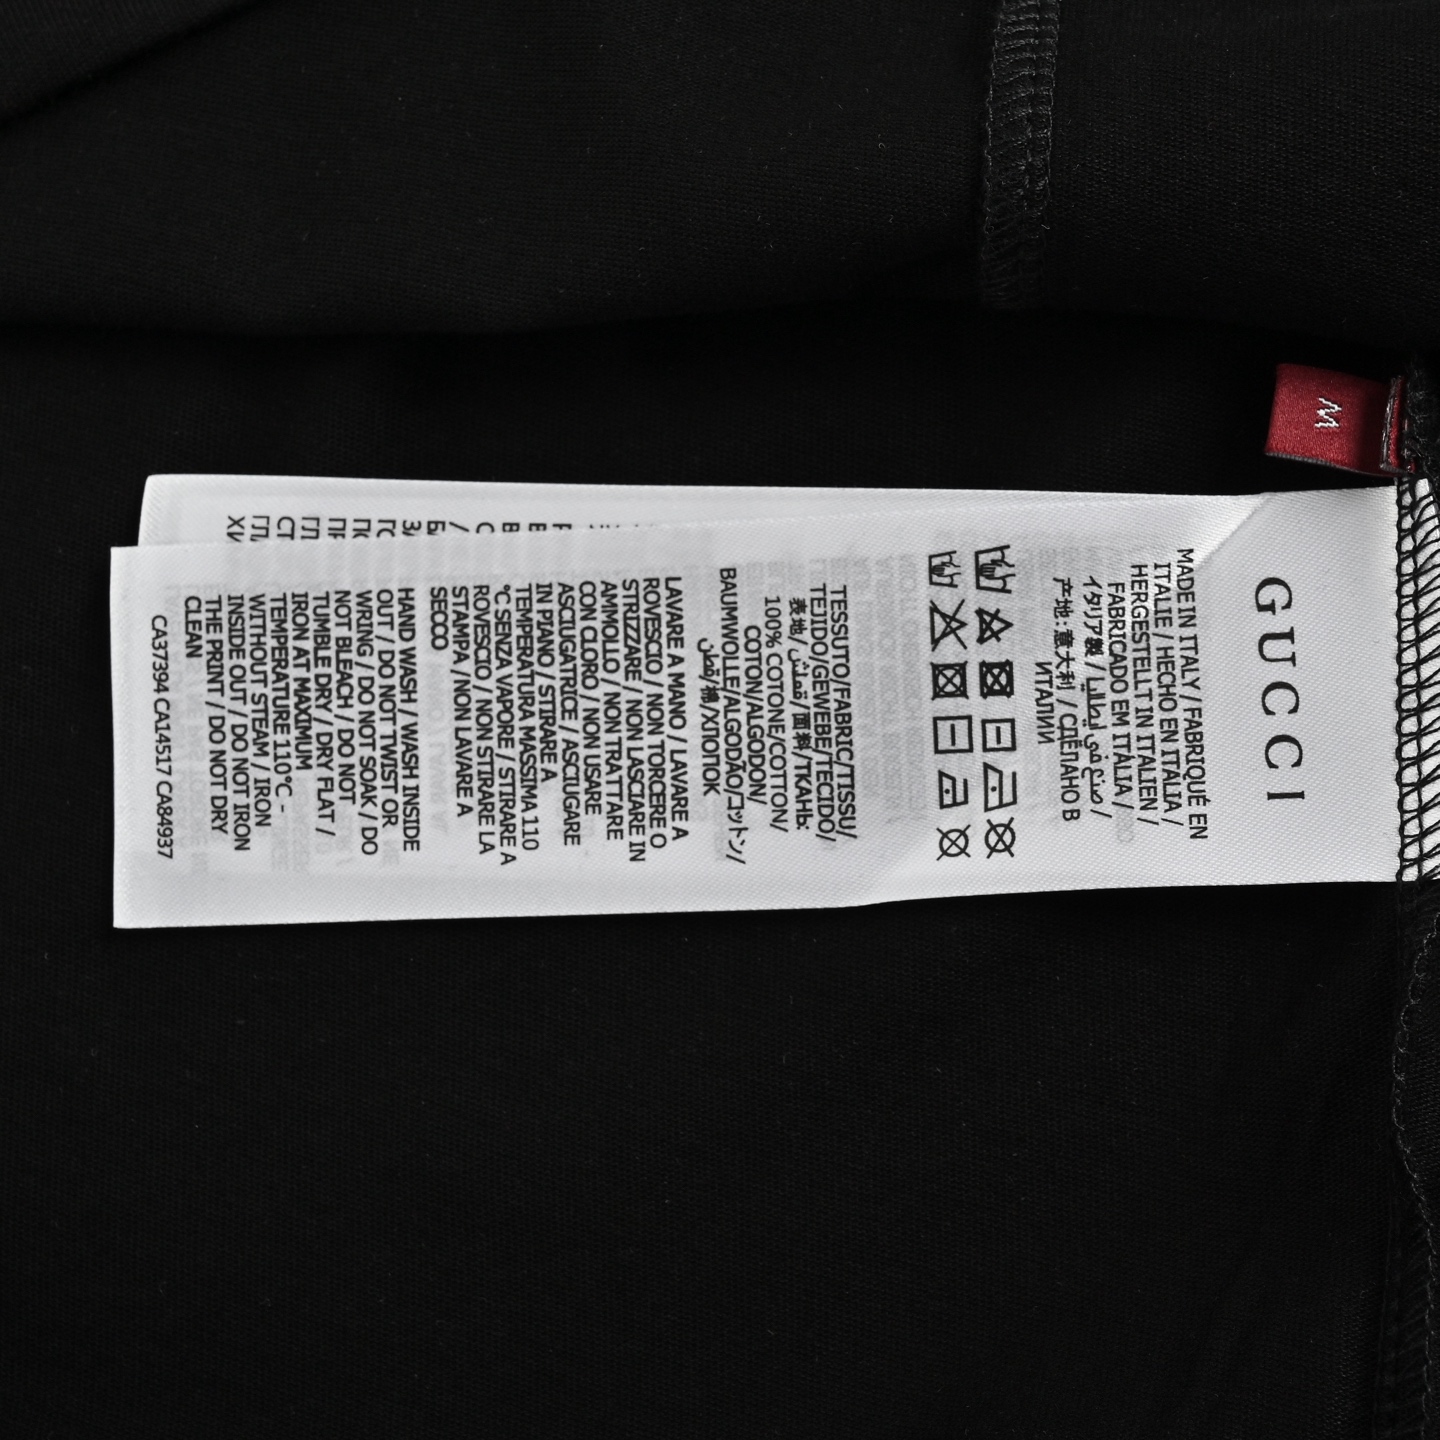 M
GUCCI
MADE IN ITALY / FABRIQUÉ EN
ITALIE / HECHO EN ITALIA /
HERGESTELLT IN ITALIEN /
FABRICADO EM ITÁLIA /
イタリア製 / صنع في إيطاليا /
产地:意大利 / СДЕЛАНО В
ИТАЛИИ
TESSUTO/FABRIC/TISSU/
TEJIDO/GEWEBE/TECIDO/
表地/قماش/面料/ТКАНЬ:
100% COTONE/COTTON/
COTON/ALGODON/
BAUMWOLLE/ALGODÃO/コットン/
قطن/棉/ХЛОПОК
LAVARE A MANO / LAVARE A
ROVESCIO / NON TORCERE O
STRIZZARE / NON LASCIARE IN
AMMOLLO / NON TRATTARE
CON CLORO / NON USARE
ASCIUGATRICE / ASCIUGARE
IN PIANO / STIRARE A
TEMPERATURA MASSIMA 110
°C SENZA VAPORE / STIRARE A
ROVESCIO / NON STIRARE LA
STAMPA / NON LAVARE A
SECCO
HAND WASH / WASH INSIDE
OUT / DO NOT TWIST OR
WRING / DO NOT SOAK / DO
NOT BLEACH / DO NOT
TUMBLE DRY / DRY FLAT /
IRON AT MAXIMUM
TEMPERATURE 110°C -
WITHOUT STEAM / IRON
INSIDE OUT / DO NOT IRON
THE PRINT / DO NOT DRY
CLEAN
CA37394 CA14517 CA84937